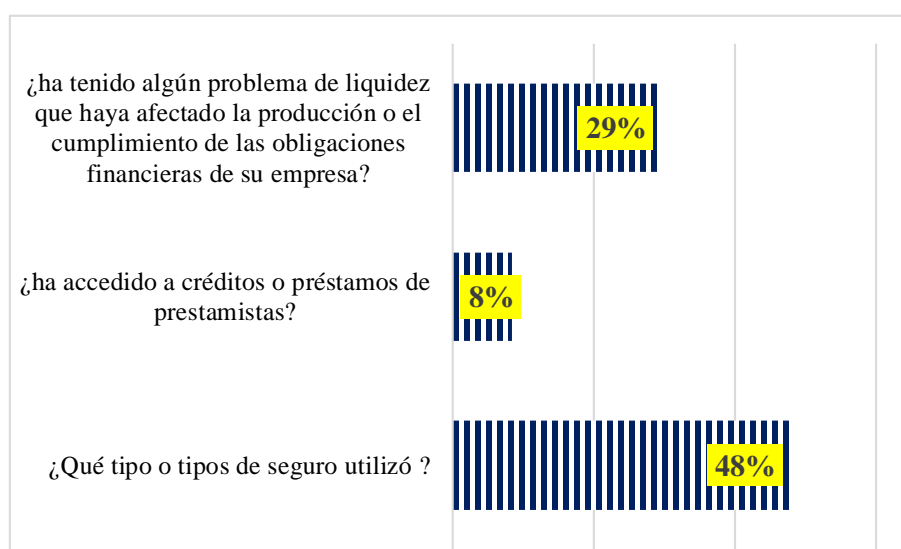 ¿ha tenido algún problema de liquidez
que haya afectado la producción o el
cumplimiento de las obligaciones
financieras de su empresa?
29%
¿ha accedido a créditos o préstamos de
prestamistas?
8%
¿Qué tipo o tipos de seguro utilizó ?
48%